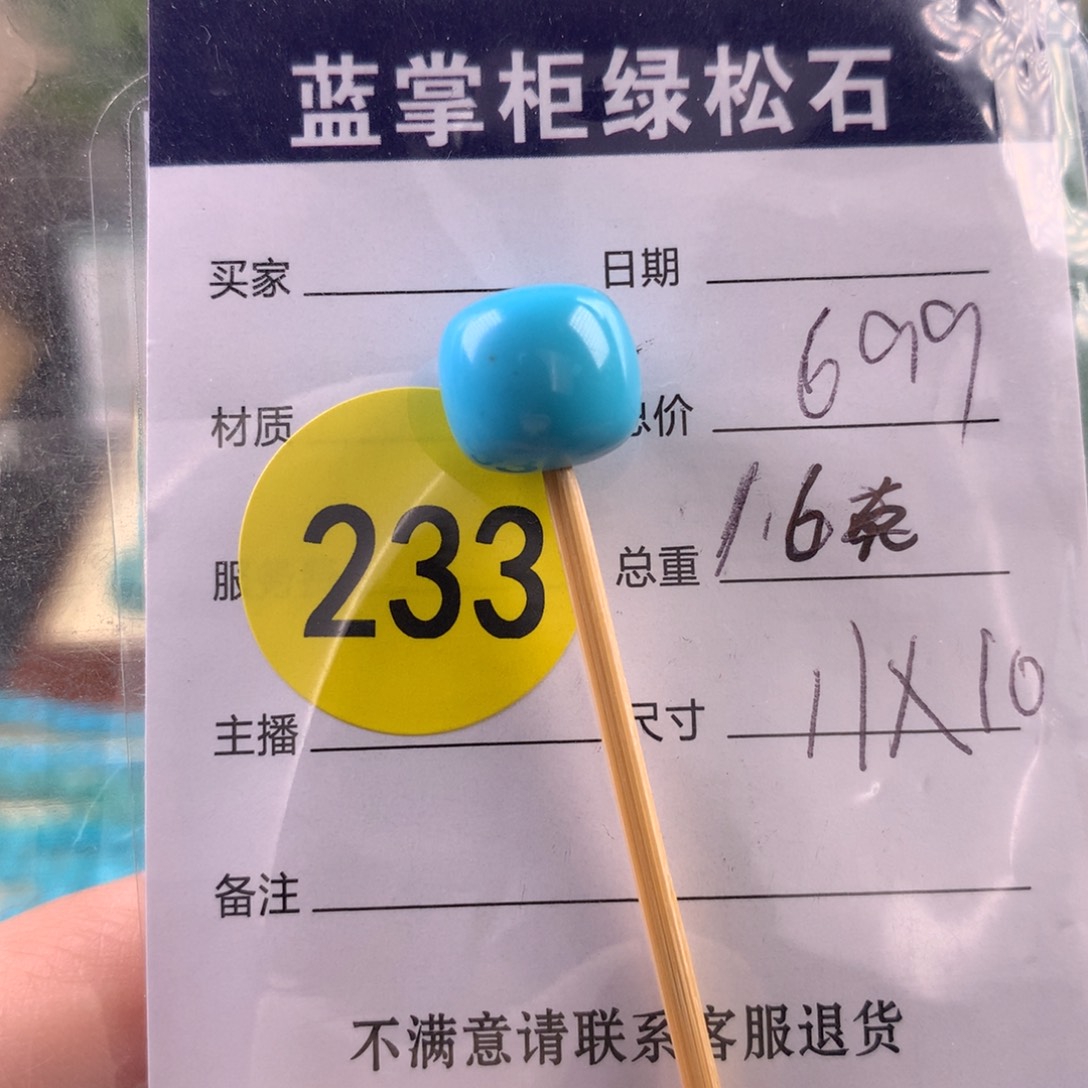 蓝掌柜绿松石
买家 日期
材质 总价 699
233
总重 1.6克
主播 尺寸 11X10
备注
不满意请联系客服退货